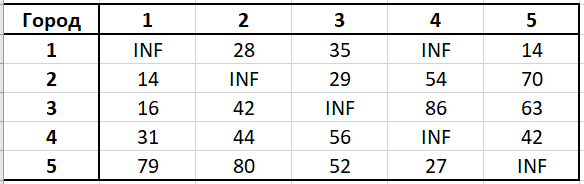 Город 1 2 3 4 5
1 INF 28 35 INF 14
2 14 INF 29 54 70
3 16 42 INF 86 63
4 31 44 56 INF 42
5 79 80 52 27 INF